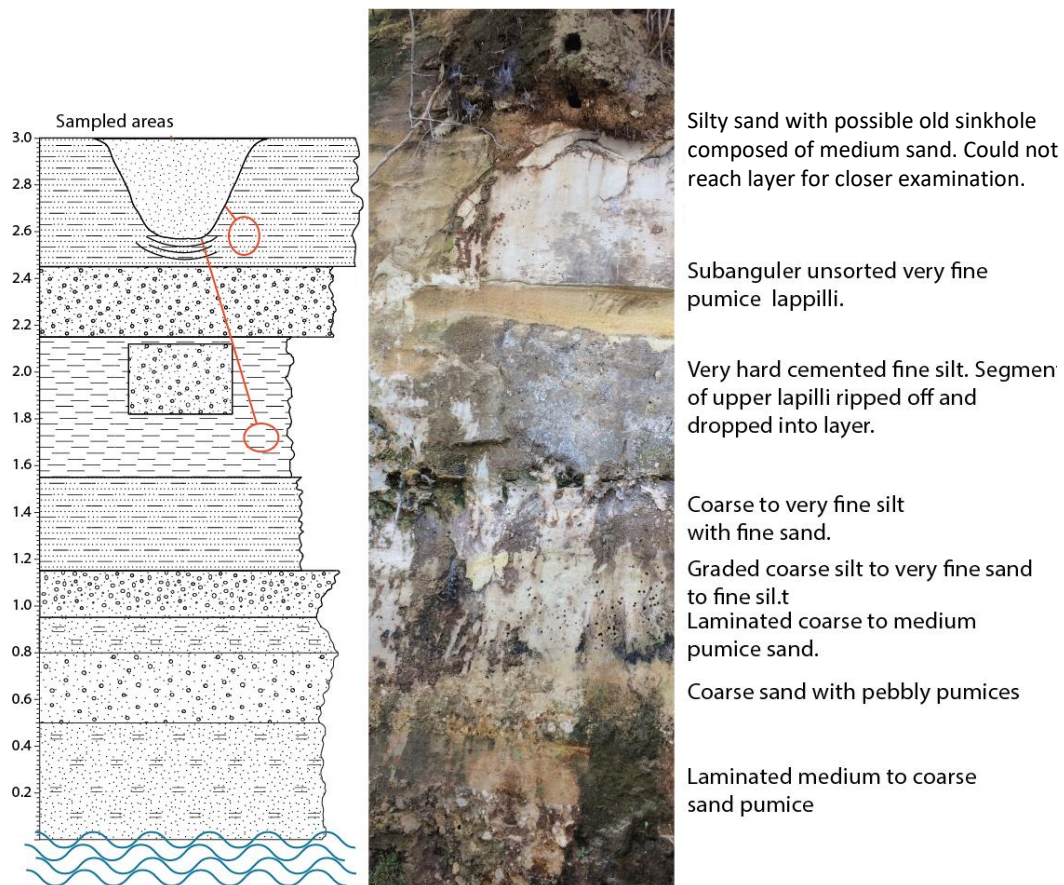 Sampled areas
3.0
2.8
2.6
2.4
2.2
2.0
1.8
1.6
1.4
1.2
1.0
0.8
0.6
0.4
0.2
Silty sand with possible old sinkhole
composed of medium sand. Could not
reach layer for closer examination.
Subanguler unsorted very fine
pumice lappilli.
Very hard cemented fine silt. Segment
of upper lapilli ripped off and
dropped into layer.
Coarse to very fine silt
with fine sand.
Graded coarse silt to very fine sand
to fine sil.t
Laminated coarse to medium
pumice sand.
Coarse sand with pebbly pumices
Laminated medium to coarse
sand pumice